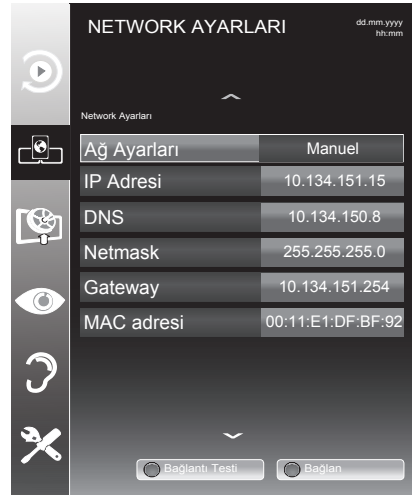 NETWORK AYARLARI
dd.mm.yyyy
hh:mm
Network Ayarları
Ağ Ayarları Manuel
IP Adresi 10.134.151.15
DNS 10.134.150.8
Netmask 255.255.255.0
Gateway 10.134.151.254
MAC adresi 00:11:E1:DF:BF:92
Bağlantı Testi Bağlan